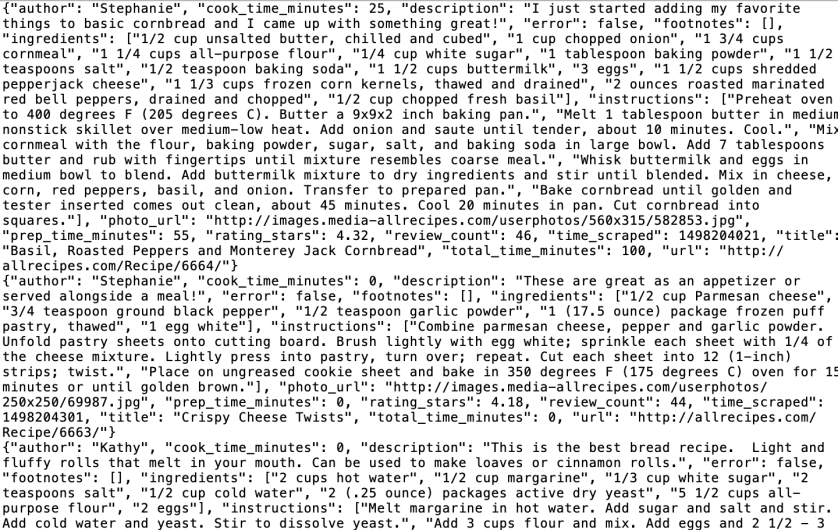 {"author": "Stephanie", "cook_time_minutes": 25, "description": "I just started adding my favorite
things to basic cornbread and I came up with something great!", "error": false, "footnotes": [],
"ingredients": ["1/2 cup unsalted butter, chilled and cubed", "1 cup chopped onion", "1 3/4 cups
cornmeal", "1 1/4 cups all-purpose flour", "1/4 cup white sugar", "1 tablespoon baking powder", "1 1/2
teaspoons salt", "1/2 teaspoon baking soda", "1 1/2 cups buttermilk", "3 eggs", "1 1/2 cups shredded
pepperjack cheese", "1 1/3 cups frozen corn kernels, thawed and drained", "2 ounces roasted marinated
red bell peppers, drained and chopped", "1/2 cup chopped fresh basil"], "instructions": ["Preheat oven
to 400 degrees F (205 degrees C). Butter a 9x9x2 inch baking pan.", "Melt 1 tablespoon butter in medium
nonstick skillet over medium-low heat. Add onion and saute until tender, about 10 minutes. Cool.", "Mix
cornmeal with the flour, baking powder, sugar, salt, and baking soda in large bowl. Add 7 tablespoons
butter and rub with fingertips until mixture resembles coarse meal.", "Whisk buttermilk and eggs in
medium bowl to blend. Add buttermilk mixture to dry ingredients and stir until blended. Mix in cheese,
corn, red peppers, basil, and onion. Transfer to prepared pan.", "Bake cornbread until golden and
tester inserted comes out clean, about 45 minutes. Cool 20 minutes in pan. Cut cornbread into
squares."], "photo_url": "http://images.media-allrecipes.com/userphotos/560x315/582853.jpg",
"prep_time_minutes": 55, "rating_stars": 4.32, "review_count": 46, "time_scraped": 1498204021, "title":
"Basil, Roasted Peppers and Monterey Jack Cornbread", "total_time_minutes": 100, "url": "http://
allrecipes.com/Recipe/6664/"}
{"author": "Stephanie", "cook_time_minutes": 0, "description": "These are great as an appetizer or
served alongside a meal!", "error": false, "footnotes": [], "ingredients": ["1/2 cup Parmesan cheese",
"3/4 teaspoon ground black pepper", "1/2 teaspoon garlic powder", "1 (17.5 ounce) package frozen puff
pastry, thawed", "1 egg white"], "instructions": ["Combine parmesan cheese, pepper and garlic powder.
Unfold pastry sheets onto cutting board. Brush lightly with egg white; sprinkle each sheet with 1/4 of
the cheese mixture. Lightly press into pastry, turn over; repeat. Cut each sheet into 12 (1-inch)
strips; twist.", "Place on ungreased cookie sheet and bake in 350 degrees F (175 degrees C) oven for 15
minutes or until golden brown."], "photo_url": "http://images.media-allrecipes.com/userphotos/
250x250/69987.jpg", "prep_time_minutes": 0, "rating_stars": 4.18, "review_count": 44, "time_scraped":
1498204301, "title": "Crispy Cheese Twists", "total_time_minutes": 0, "url": "http://allrecipes.com/
Recipe/6663/"}
{"author": "Kathy", "cook_time_minutes": 0, "description": "This is the best bread recipe.  Light and
fluffy rolls that melt in your mouth. Can be used to make loaves or cinnamon rolls.", "error": false,
"footnotes": [], "ingredients": ["2 cups hot water", "1/2 cup margarine", "1/3 cup white sugar", "2
teaspoons salt", "1/2 cup cold water", "2 (.25 ounce) packages active dry yeast", "5 1/2 cups all-
purpose flour", "2 eggs"], "instructions": ["Melt margarine in hot water. Add sugar and salt and stir.
Add cold water and yeast. Stir to dissolve yeast.", "Add 3 cups flour and mix. Add eggs and 2 1/2 - 3